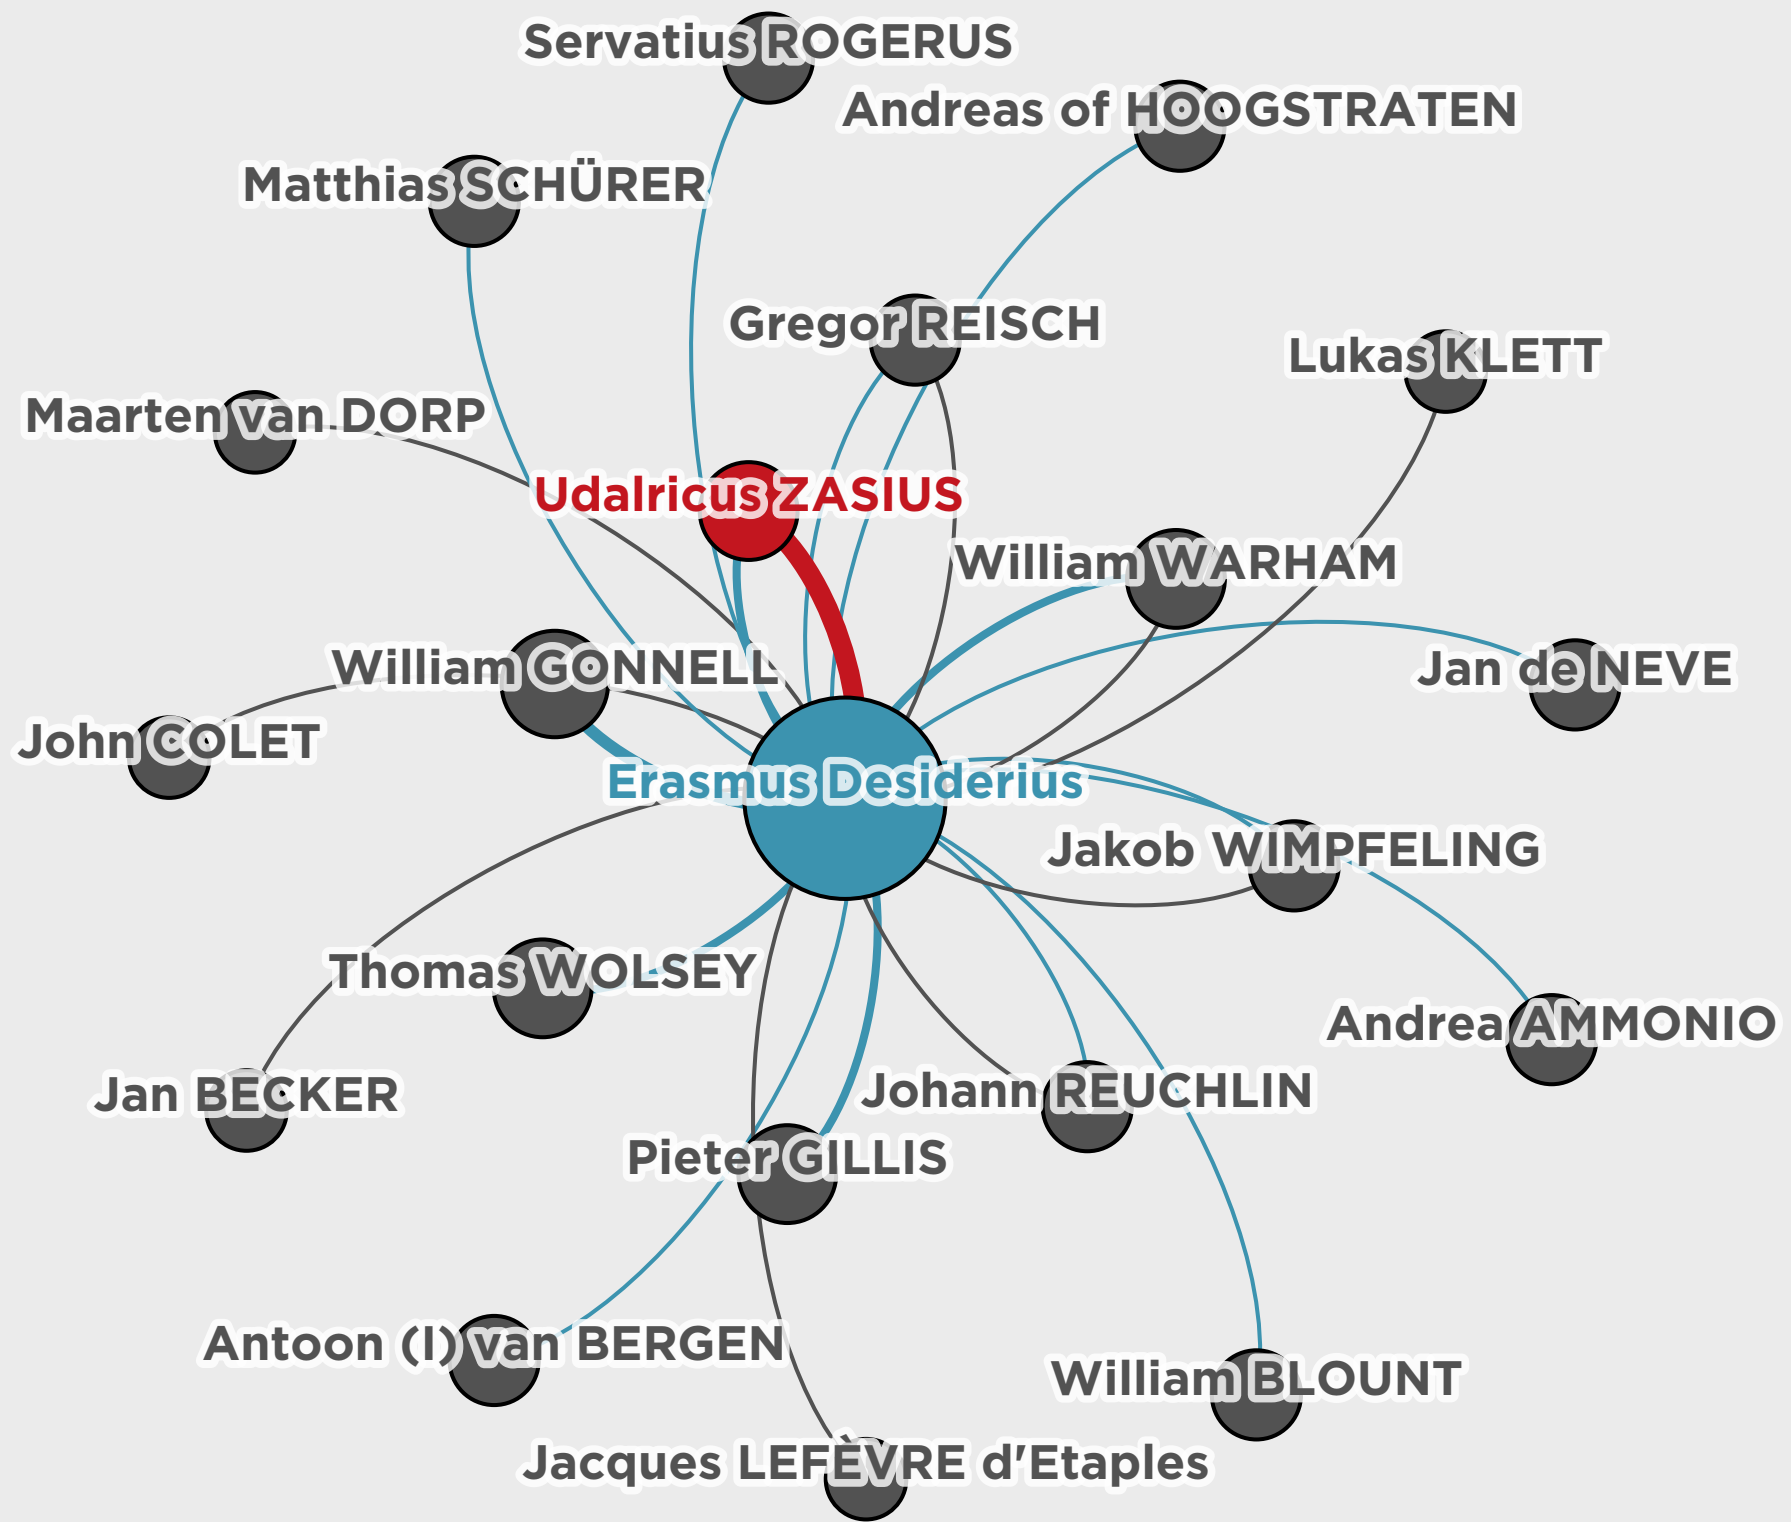 Servatius ROGERUS
Andreas of HOOGSTRATEN
Matthias SCHÜRER
Gregor REISCH
Lukas KLETT
Maarten van DORP
Udalricus ZASIUS
William WARHAM
William GONNELL
Jan de NEVE
John COLET
Erasmus Desiderius
Jakob WIMPFELING
Thomas WOLSEY
Andrea AMMONIO
Jan BECKER
Johann REUCHLIN
Pieter GILLIS
Antoon (I) van BERGEN
William BLOUNT
Jacques LEFÈVRE d'Etaples